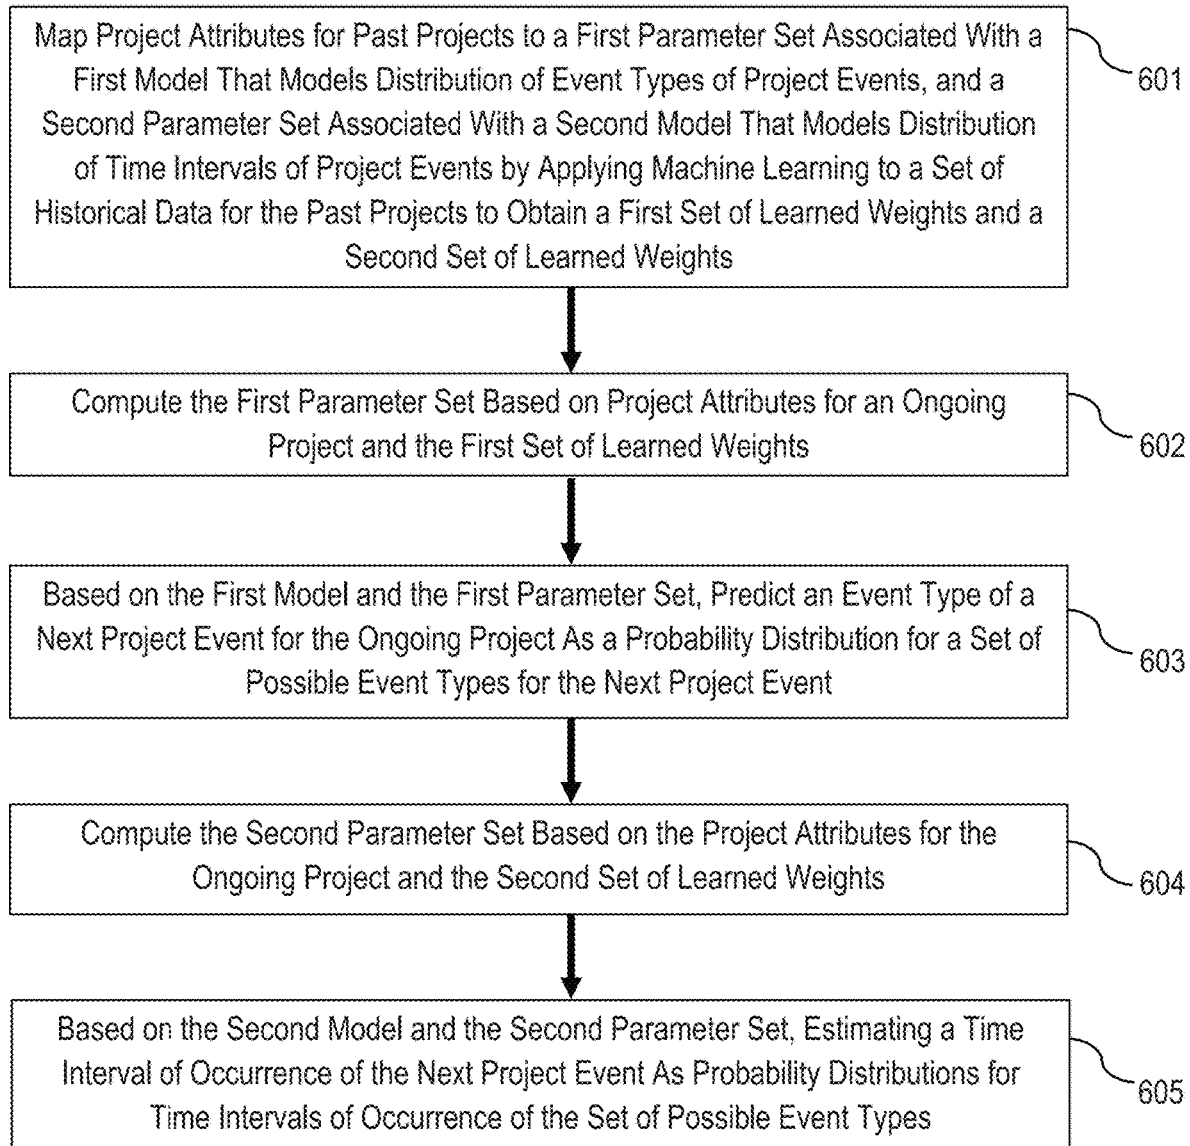 Map Project Attributes for Past Projects to a First Parameter Set Associated With a
First Model That Models Distribution of Event Types of Project Events, and a
Second Parameter Set Associated With a Second Model That Models Distribution
of Time Intervals of Project Events by Applying Machine Learning to a Set of
Historical Data for the Past Projects to Obtain a First Set of Learned Weights and a
Second Set of Learned Weights
601
Compute the First Parameter Set Based on Project Attributes for an Ongoing
Project and the First Set of Learned Weights
602
Based on the First Model and the First Parameter Set, Predict an Event Type of a
Next Project Event for the Ongoing Project As a Probability Distribution for a Set of
Possible Event Types for the Next Project Event
603
Compute the Second Parameter Set Based on the Project Attributes for the
Ongoing Project and the Second Set of Learned Weights
604
Based on the Second Model and the Second Parameter Set, Estimating a Time
Interval of Occurrence of the Next Project Event As Probability Distributions for
Time Intervals of Occurrence of the Set of Possible Event Types
605